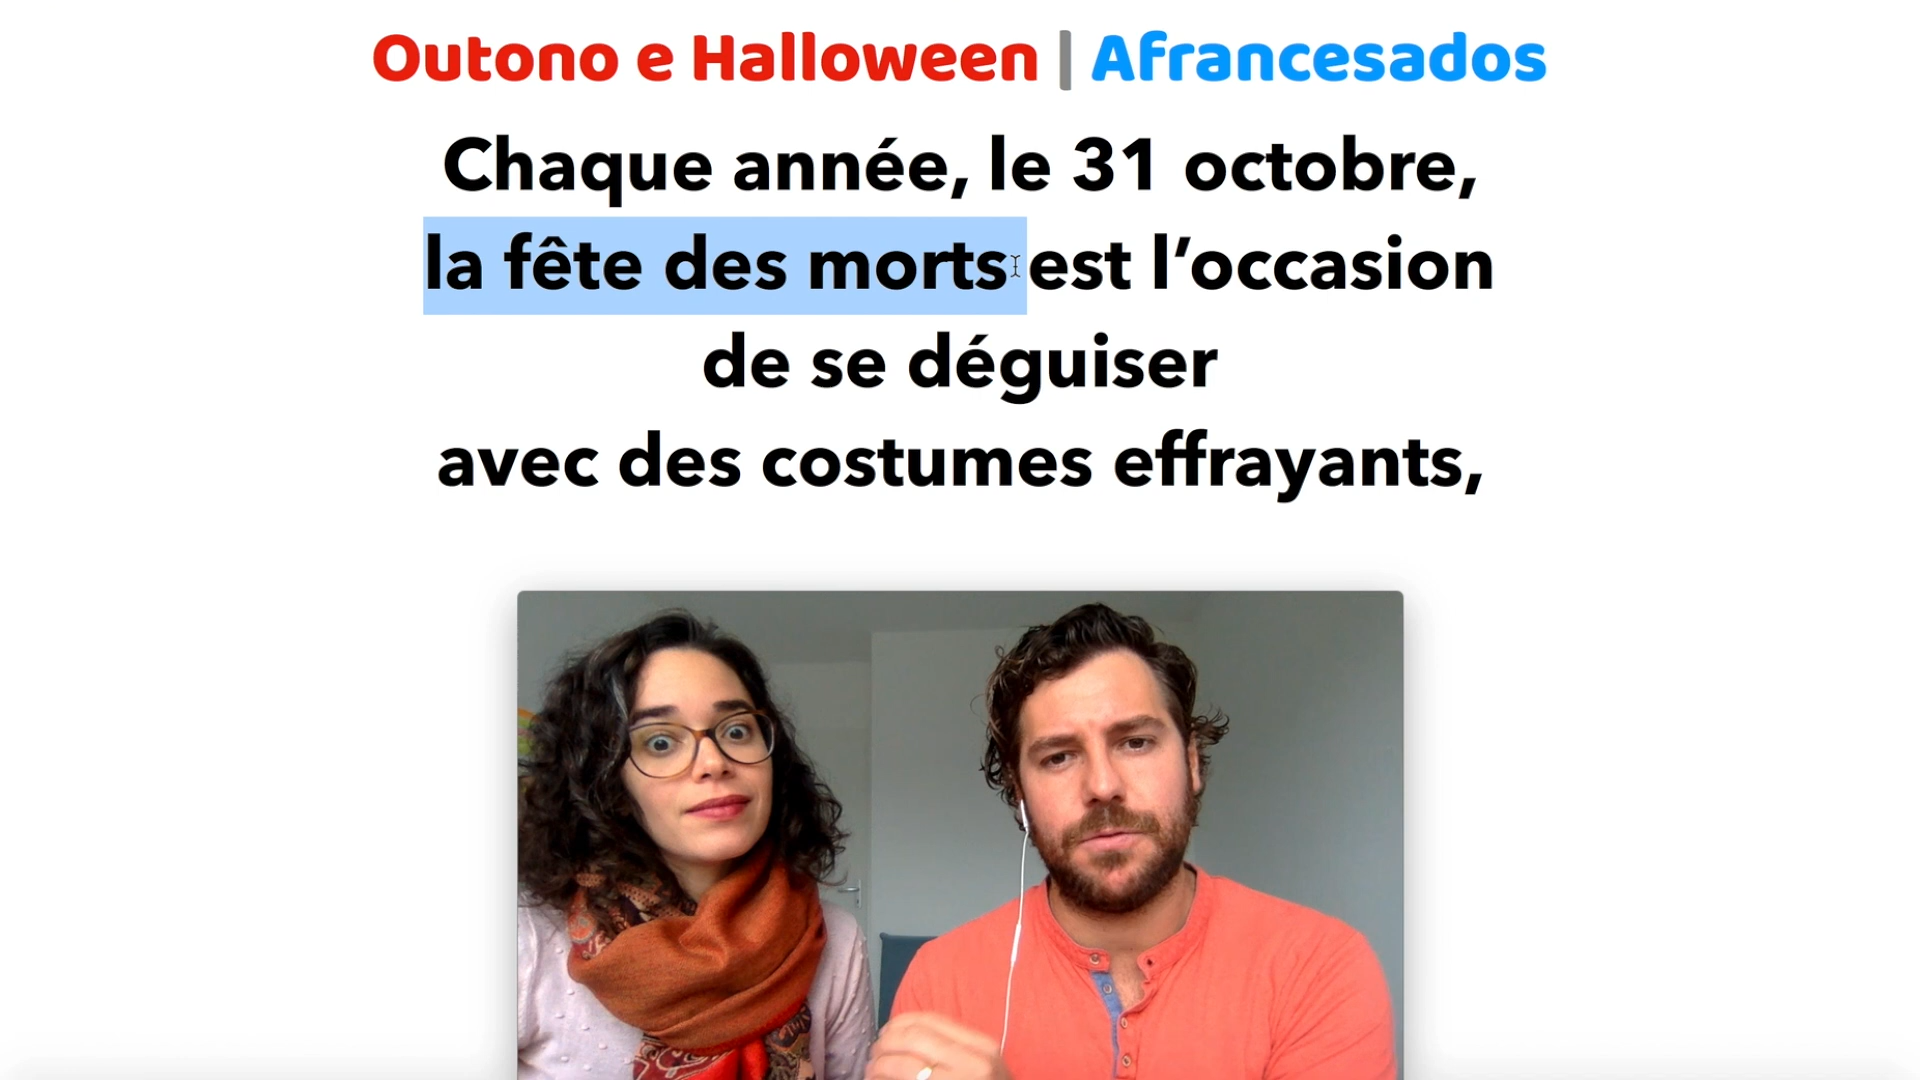 Outono e Halloween | Afrancesados
Chaque année, le 31 octobre,
la fête des morts est l’occasion
de se déguiser
avec des costumes effrayants,